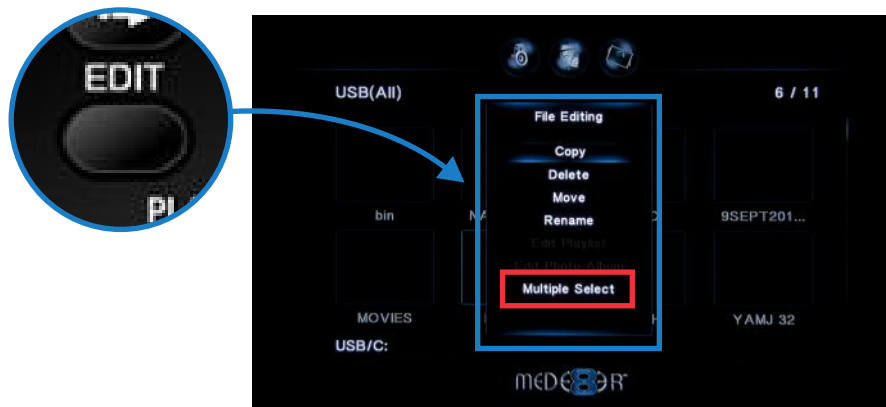 EDIT
USB(All)
6 / 11
File Editing
Copy
Delete
Move
Rename
Edit Playlist
Edit Photo Album
Multiple Select
bin
9SEPT201...
MOVIES
YAMJ 32
USB/C:
MEDE8ER